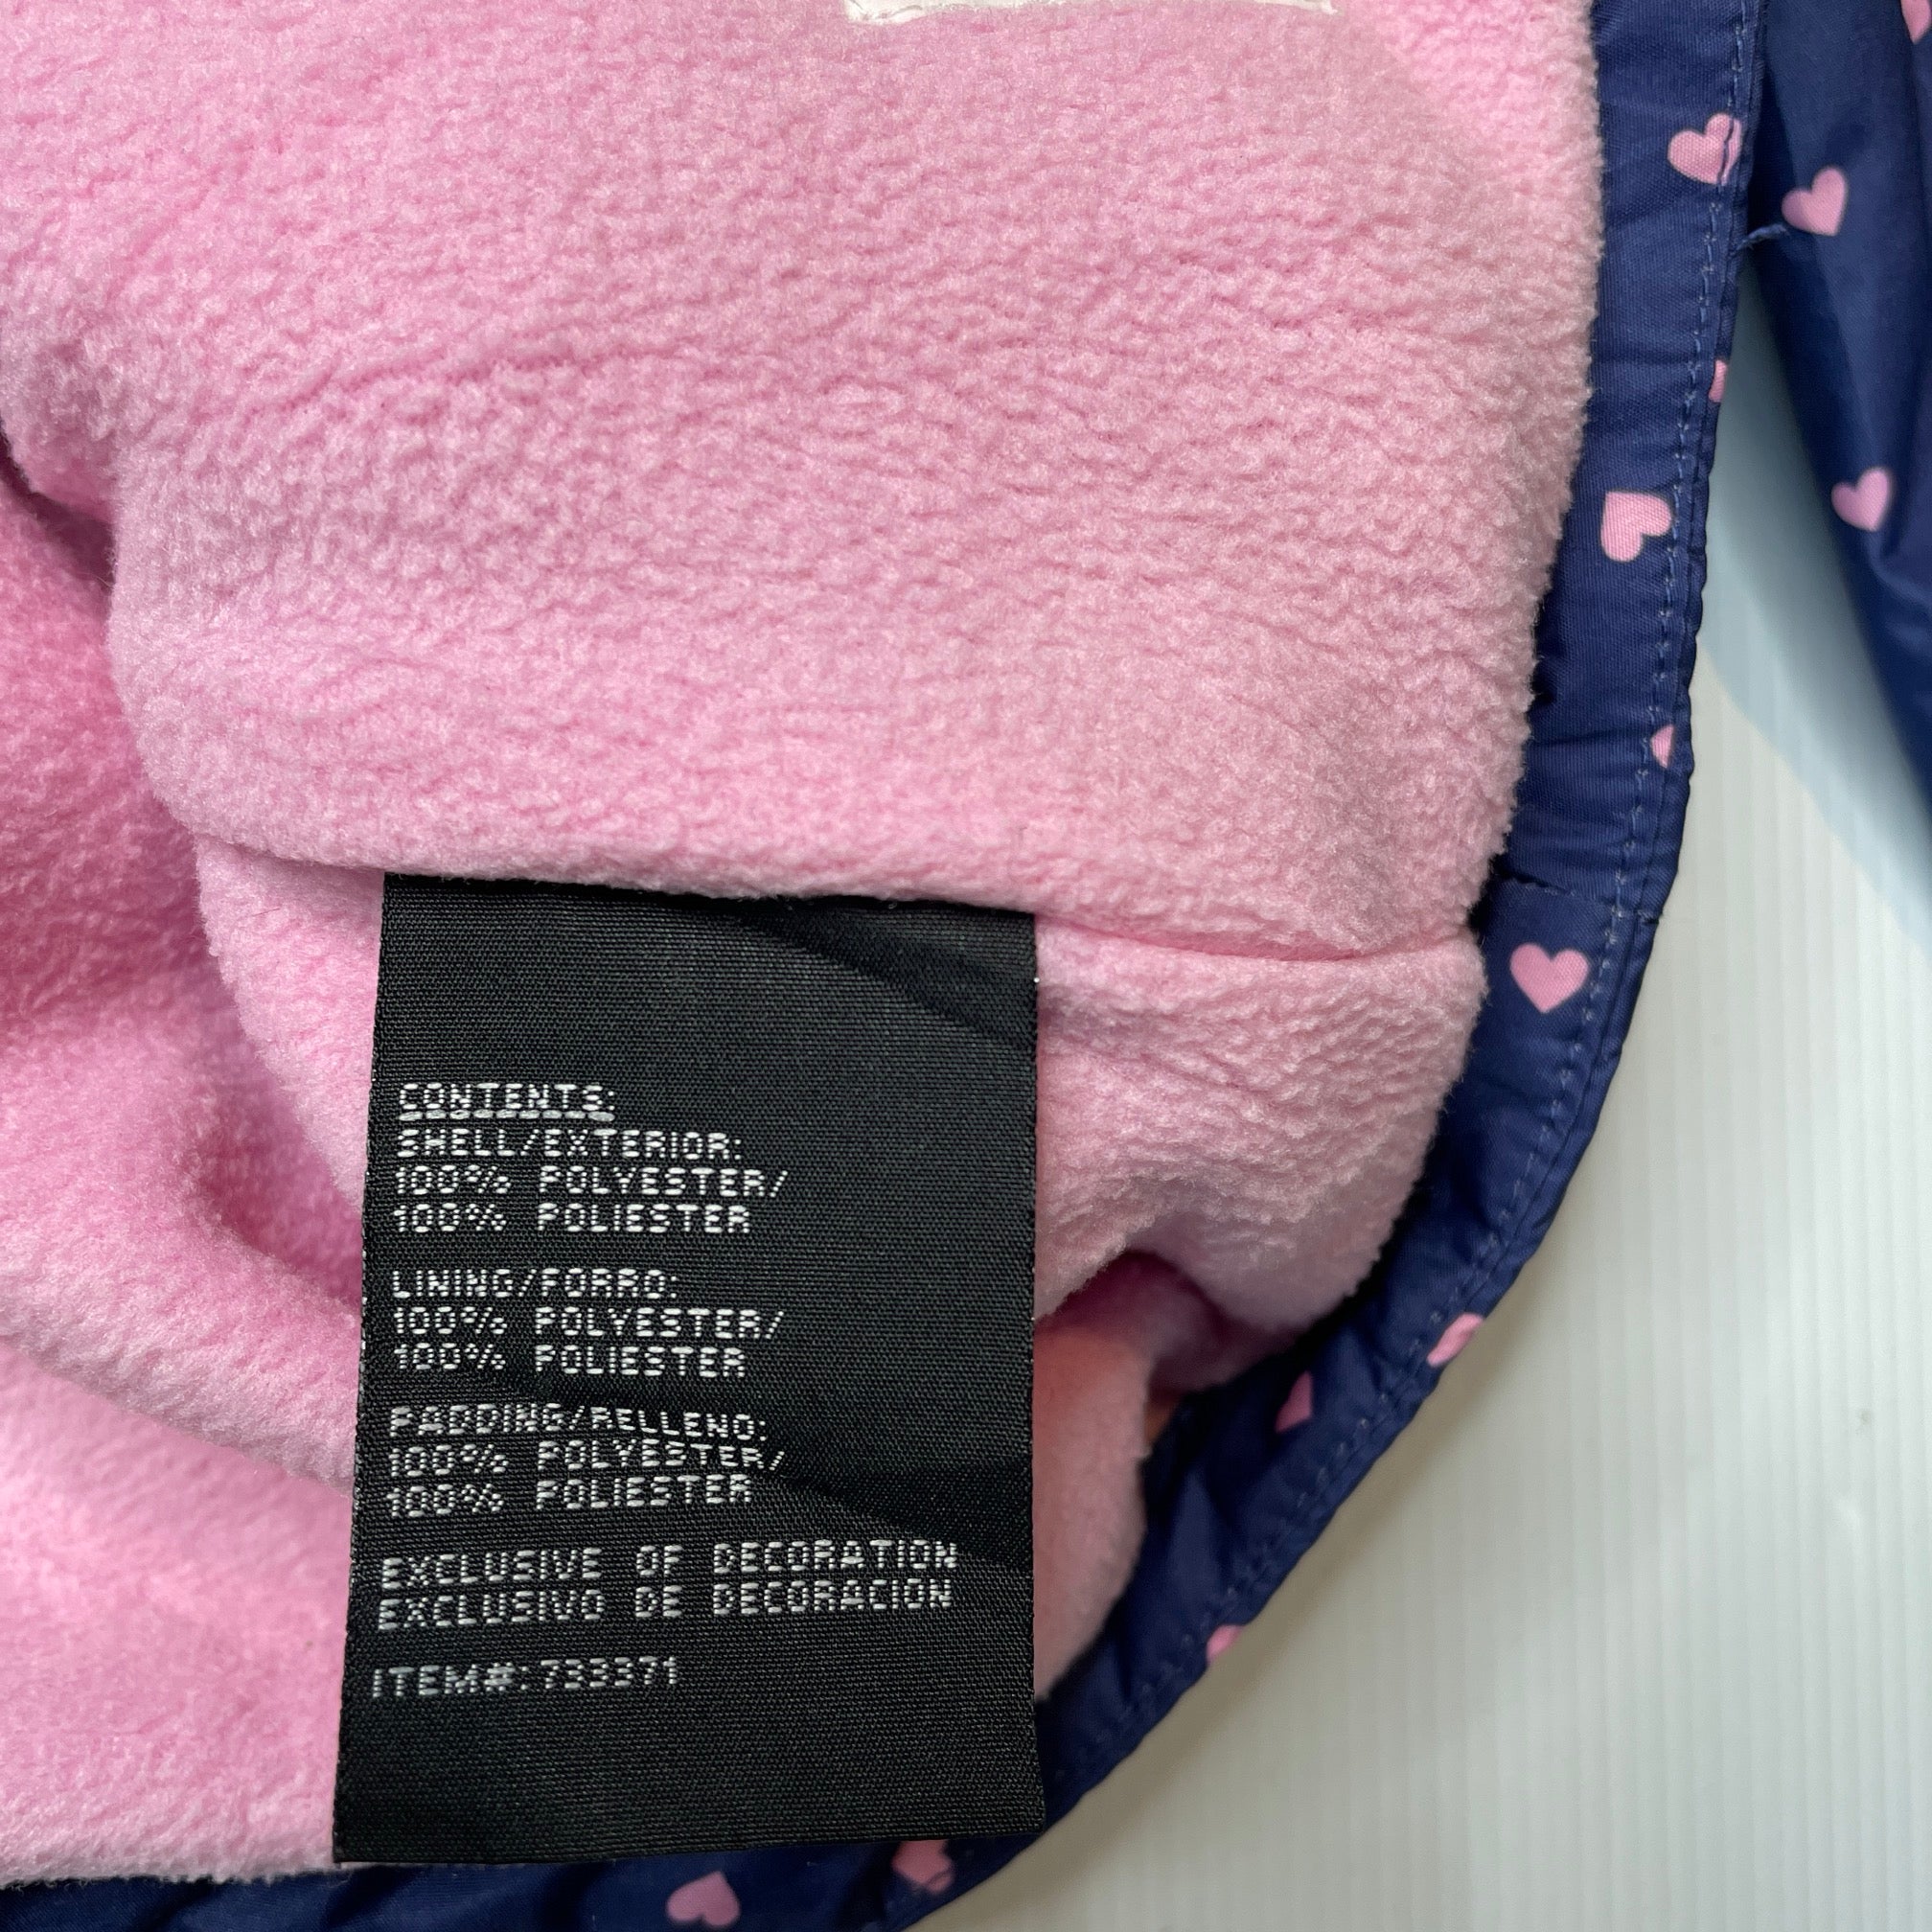 CONTENTS:
SHELL/EXTERIOR:
100% POLYESTER/
100% POLIESTER
LINING/FORRO:
100% POLYESTER/
100% POLIESTER
PADDING/RELLENO:
100% POLYESTER/
100% POLIESTER
EXCLUSIVE OF DECORATION
EXCLUSIVO DE DECORACION
ITEM#:733371